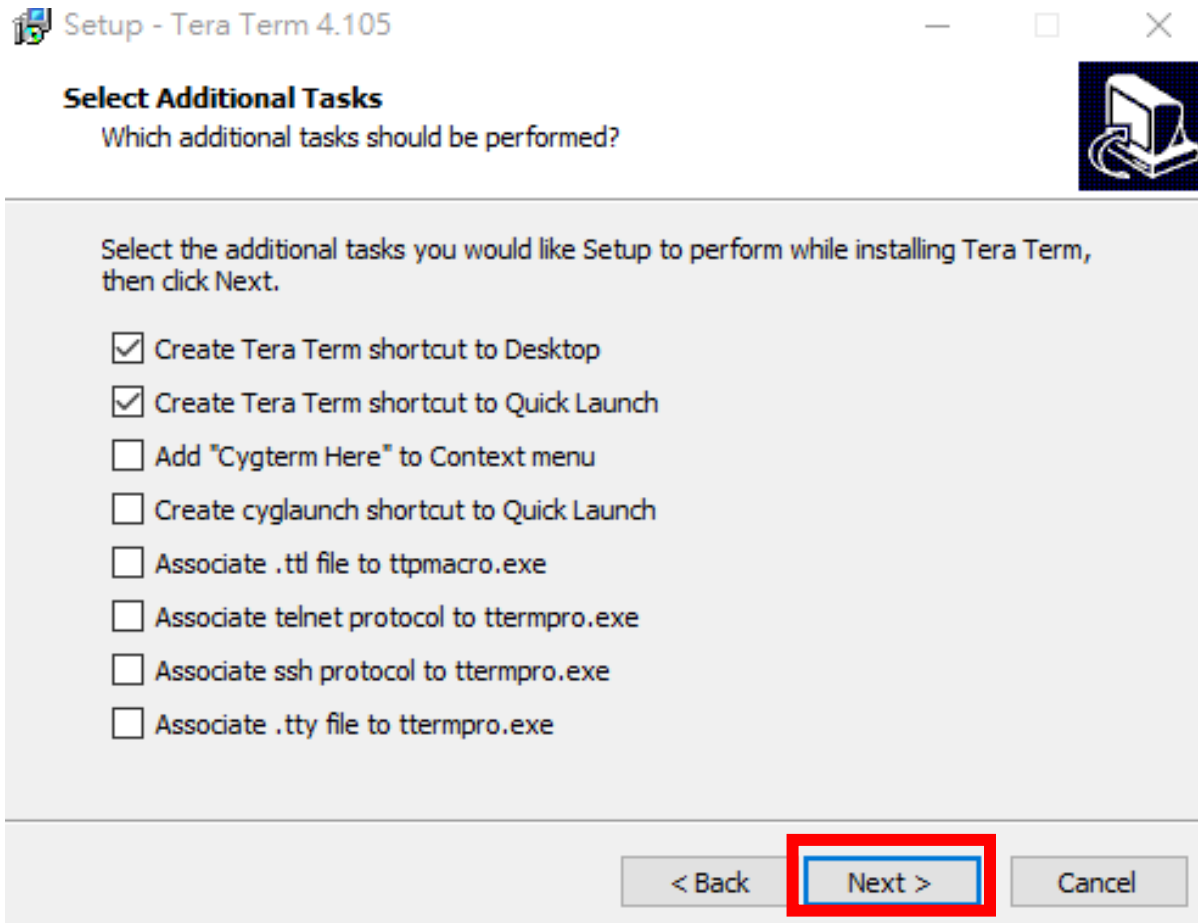 Setup - Tera Term 4.105
Select Additional Tasks
Which additional tasks should be performed?
Select the additional tasks you would like Setup to perform while installing Tera Term,
then click Next.
Create Tera Term shortcut to Desktop
Create Tera Term shortcut to Quick Launch
Add "Cygterm Here" to Context menu
Create cyglaunch shortcut to Quick Launch
Associate .ttl file to ttpmacro.exe
Associate telnet protocol to ttermpro.exe
Associate ssh protocol to ttermpro.exe
Associate .tty file to ttermpro.exe
< Back
Next >
Cancel